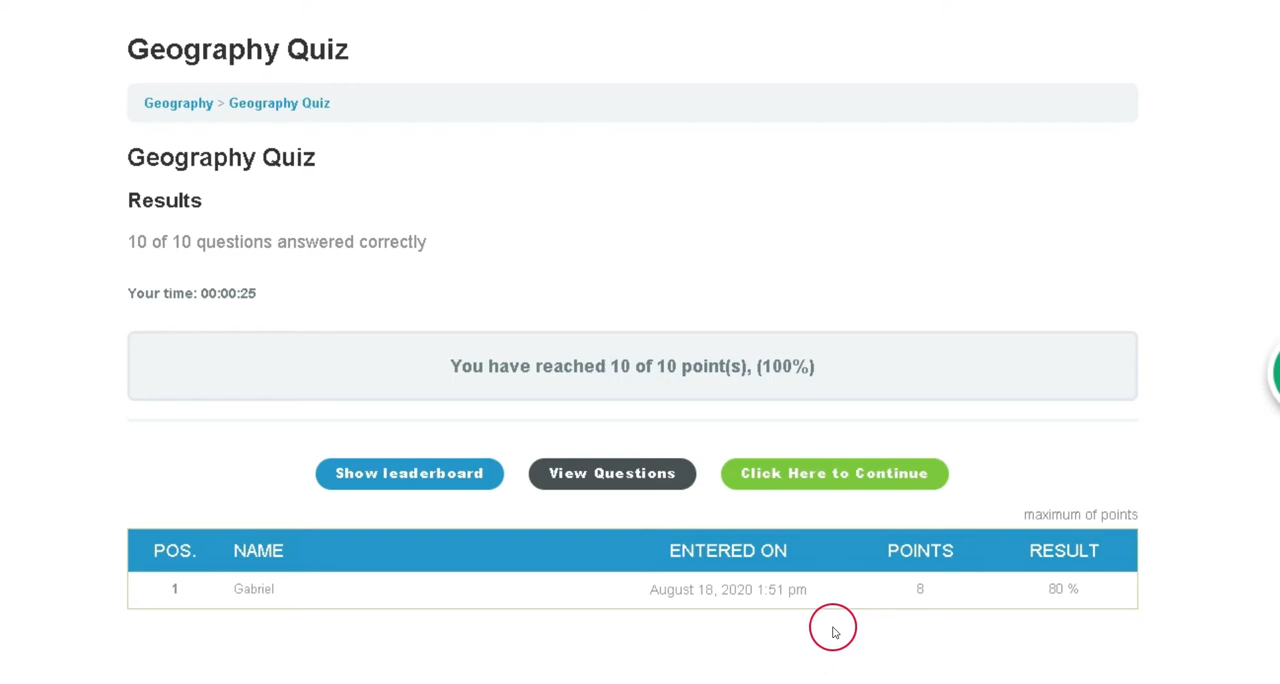 Geography Quiz
Geography > Geography Quiz
Geography Quiz
Results
10 of 10 questions answered correctly
Your time: 00:00:25
You have reached 10 of 10 point(s), (100%)
Show leaderboard View Questions Click Here to Continue
maximum of points
POS. NAME ENTERED ON POINTS RESULT
1 Gabriel August 18, 2020 1:51 pm 8 80 %